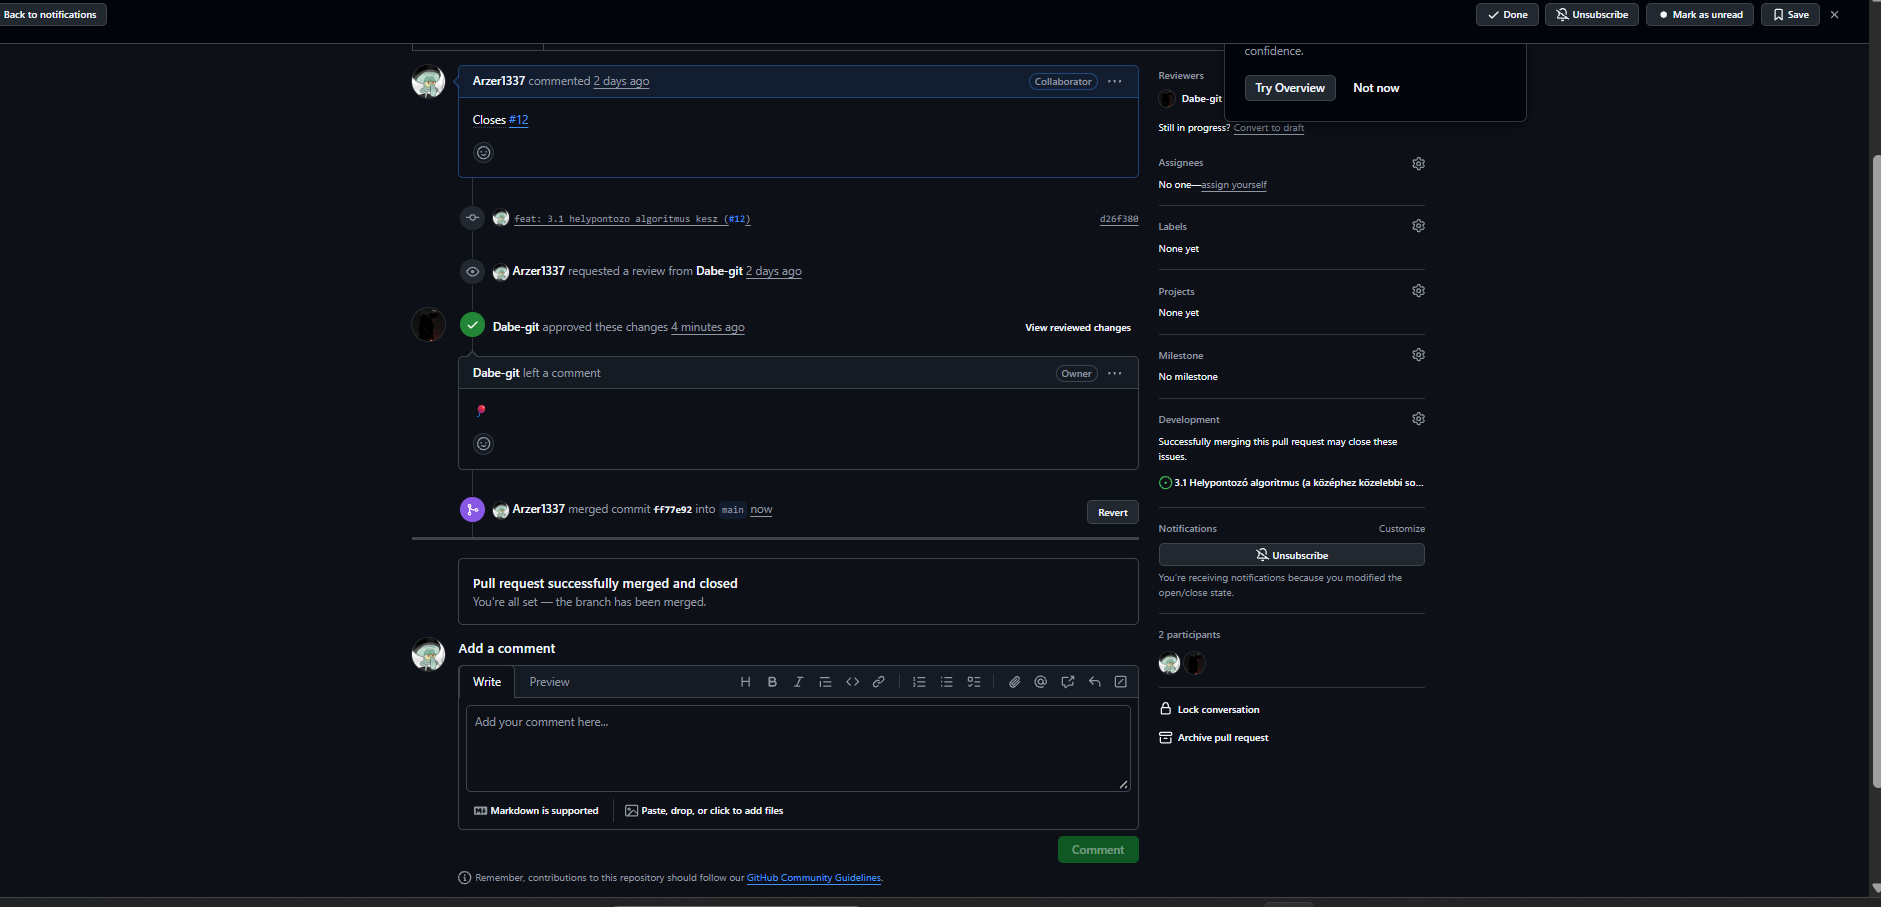 Back to notifications
Done
Unsubscribe
Mark as unread
Save
confidence.
Try Overview
Not now
Arzer1337 commented 2 days ago
Collaborator
Closes #12
feat: 3.1 helypontozo algoritmus kesz (#12)
d26f380
Arzer1337 requested a review from Dabe-git 2 days ago
Dabe-git approved these changes 4 minutes ago
View reviewed changes
Dabe-git left a comment
Owner
Arzer1337 merged commit ff77e92 into main now
Revert
Pull request successfully merged and closed
You're all set — the branch has been merged.
Add a comment
Write
Preview
Add your comment here...
Markdown is supported
Paste, drop, or click to add files
Comment
Remember, contributions to this repository should follow our GitHub Community Guidelines.
Reviewers
Dabe-git
Still in progress? Convert to draft
Assignees
No one—assign yourself
Labels
None yet
Projects
None yet
Milestone
No milestone
Development
Successfully merging this pull request may close these
issues.
3.1 Helypontozó algoritmus (a középhez közelebbi so...
Notifications
Customize
Unsubscribe
You're receiving notifications because you modified the
open/close state.
2 participants
Lock conversation
Archive pull request